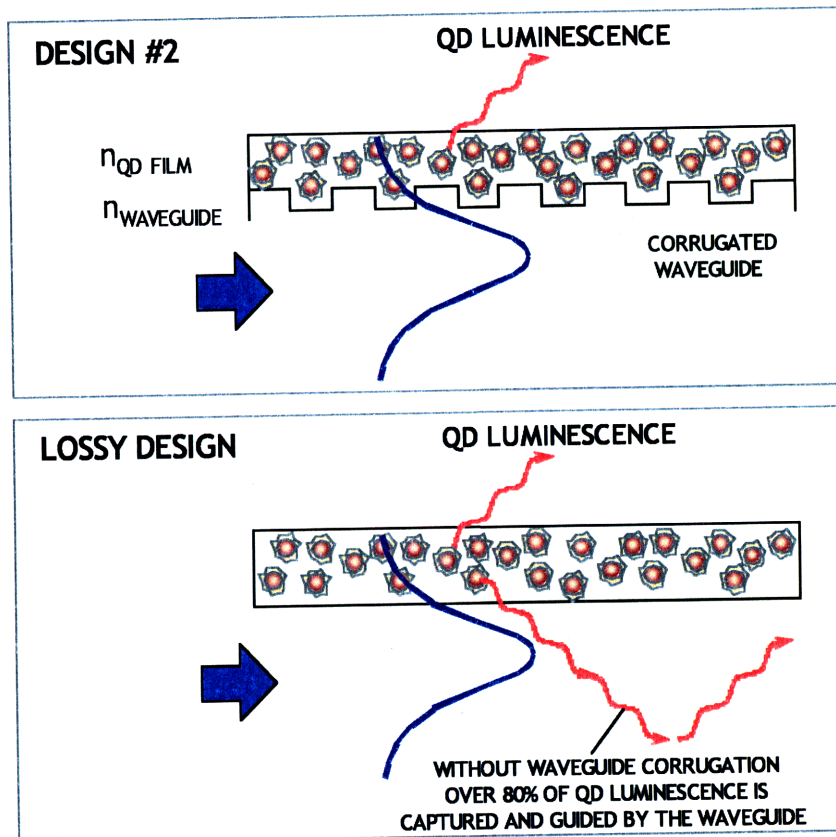 DESIGN #2
QD LUMINESCENCE
nQD FILM
nWAVEGUIDE
CORRUGATED
WAVEGUIDE
LOSSY DESIGN
QD LUMINESCENCE
WITHOUT WAVEGUIDE CORRUGATION
OVER 80% OF QD LUMINESCENCE IS
CAPTURED AND GUIDED BY THE WAVEGUIDE